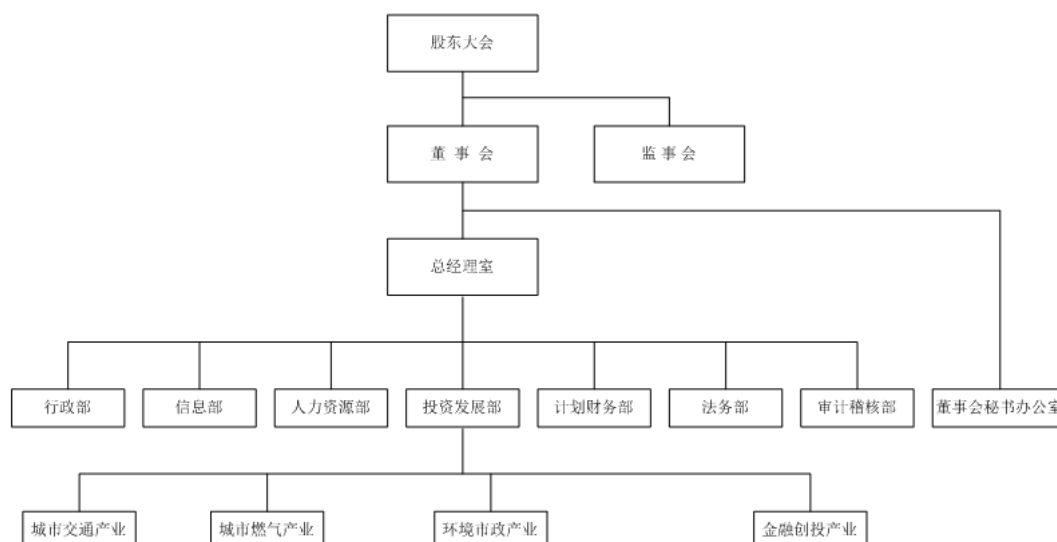 股东大会
董事会
监事会
总经理室
行政部
信息部
人力资源部
投资发展部
计划财务部
法务部
审计稽核部
董事会秘书办公室
城市交通产业
城市燃气产业
环境市政产业
金融创投产业